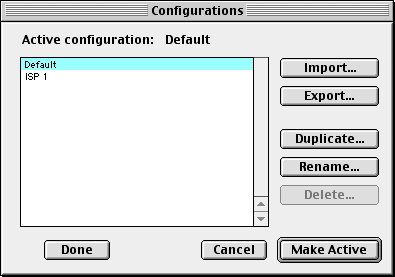 Configurations
Active configuration: Default
Default
ISP 1
Import...
Export...
Duplicate...
Rename...
Delete...
Done
Cancel
Make Active